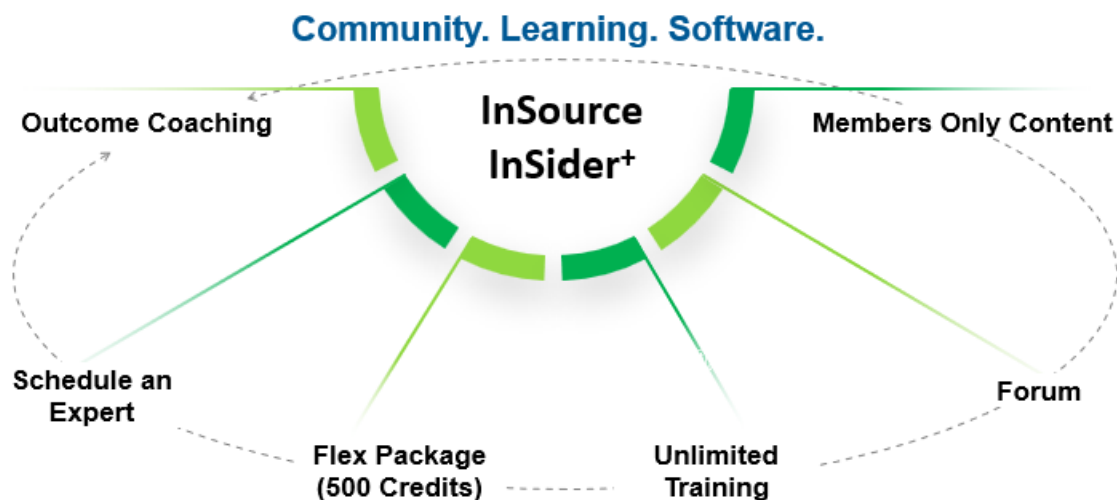 Community. Learning. Software.
InSource
InSider+
Outcome Coaching
Members Only Content
Schedule an
Expert
Flex Package
(500 Credits)
Unlimited
Training
Forum